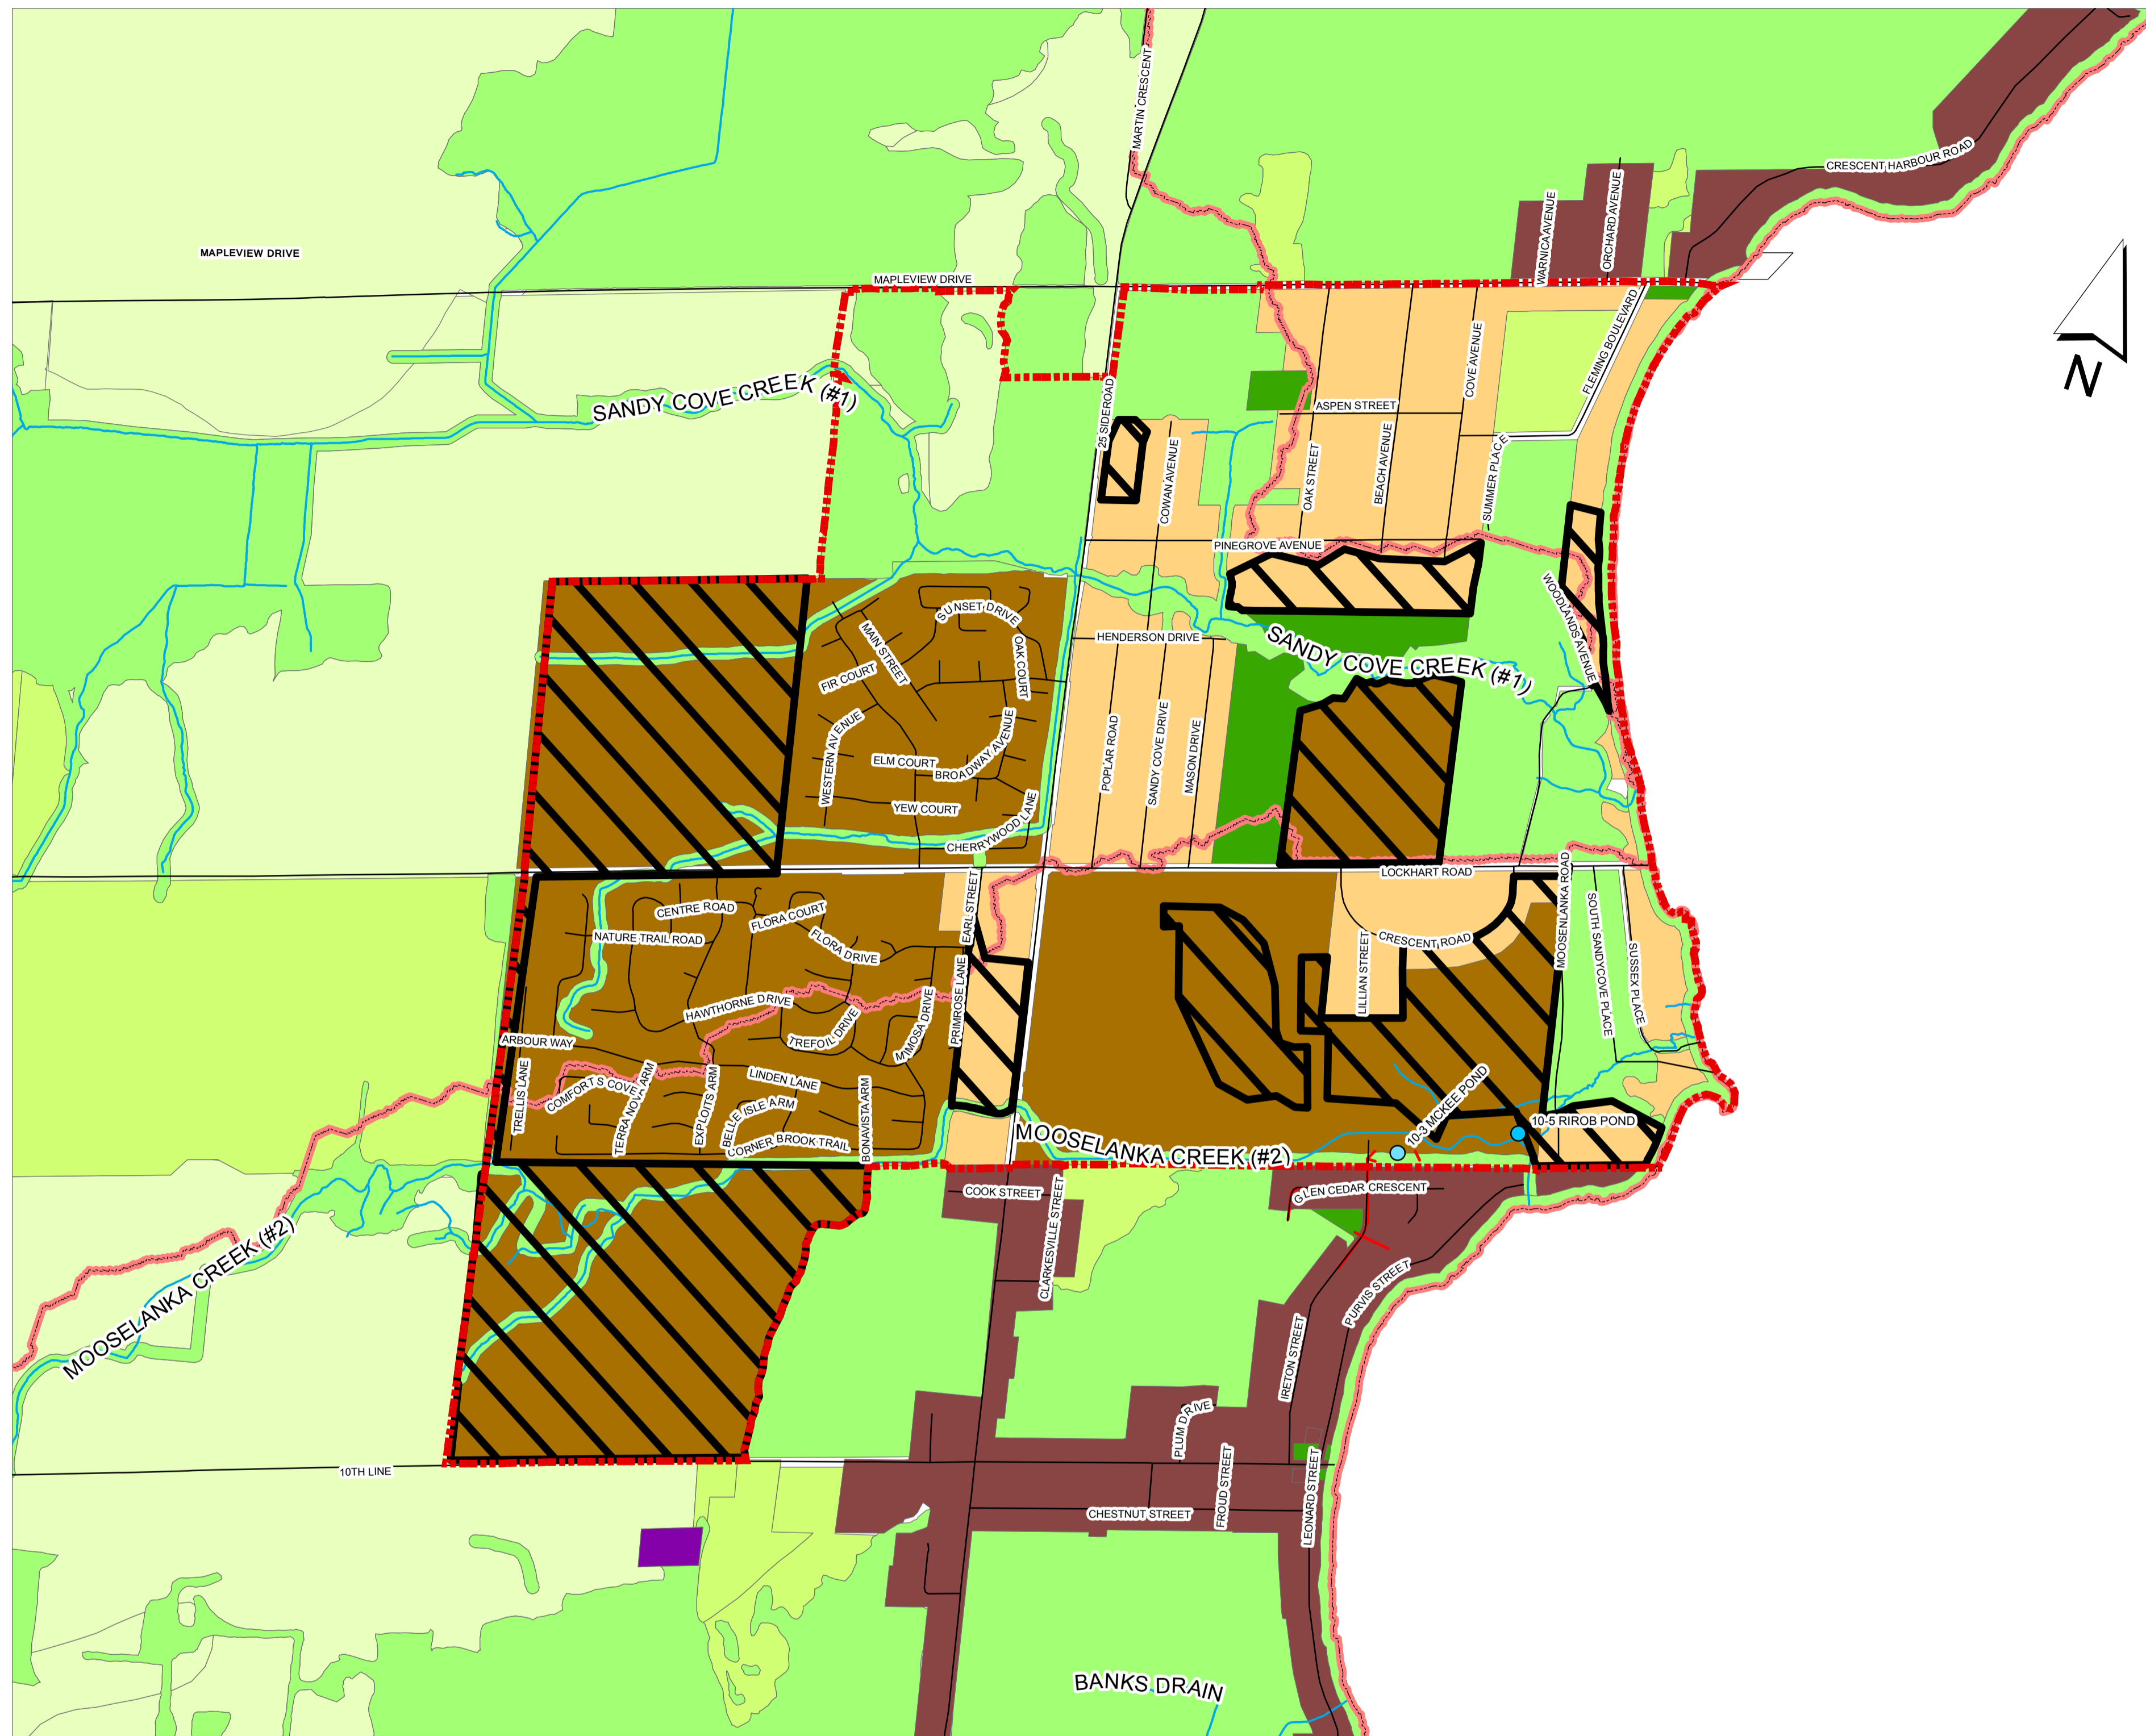 MARTIN CRESCENT
CRESCENT HARBOUR ROAD
WARNICA AVENUE
ORCHARD AVENUE
MAPLEVIEW DRIVE
MAPLEVIEW DRIVE
FLEMING BOULEVARD
N
SANDY COVE CREEK (#1)
25 SIDEROAD
COVE AVENUE
ASPEN STREET
COWAN AVENUE
OAK STREET
BEACH AVENUE
SUMMER PLACE
PINEGROVE AVENUE
WOODLANDS AVENUE
SUNSET DRIVE
MAIN STREET
OAK COURT
HENDERSON DRIVE
SANDY COVE CREEK (#1)
FIR COURT
WESTERN AVENUE
ELM COURT
BROADWAY AVENUE
POPLAR ROAD
SANDY COVE DRIVE
MASON DRIVE
YEW COURT
CHERRYWOOD LANE
LOCKHART ROAD
EARL STREET
MOOSENLANKA ROAD
CENTRE ROAD
FLORA COURT
NATURE TRAIL ROAD
FLORA DRIVE
CRESCENT ROAD
LILLIAN STREET
SOUTH SANDYCOVE PLACE
SUSSEX PLACE
HAWTHORNE DRIVE
PRIMROSE LANE
TREFOIL DRIVE
MIMOSA DRIVE
ARBOUR WAY
TRELLIS LANE
COMFORTS COVE
TERRA NOVA ARM
EXPLOITS ARM
LINDEN LANE
BELLE ISLE ARM
BONAVISTA ARM
CORNER BROOK TRAIL
10-3 MCKEE POND
10-5 RIROB POND
MOOSELANKA CREEK (#2)
COOK STREET
CLARKESVILLE STREET
GLEN CEDAR CRESCENT
MOOSELANKA CREEK (#2)
PURVIS STREET
IRETON STREET
PLUM DRIVE
10TH LINE
FROUD STREET
LEONARD STREET
CHESTNUT STREET
BANKS DRAIN